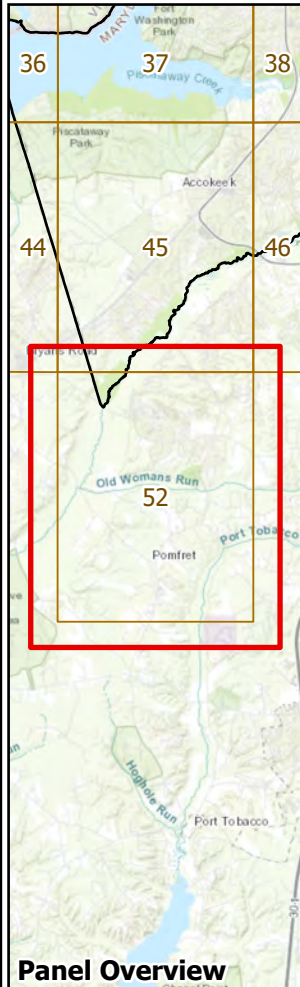 Fort
Washington
Park
36
37
38
Piscataway Creek
Piscataway
Park
Accokeek
44
45
46
Bryans Road
Old Womans Run
52
Port Tobacco
Pomfret
Hoghole Run
Port Tobacco
301
Panel Overview